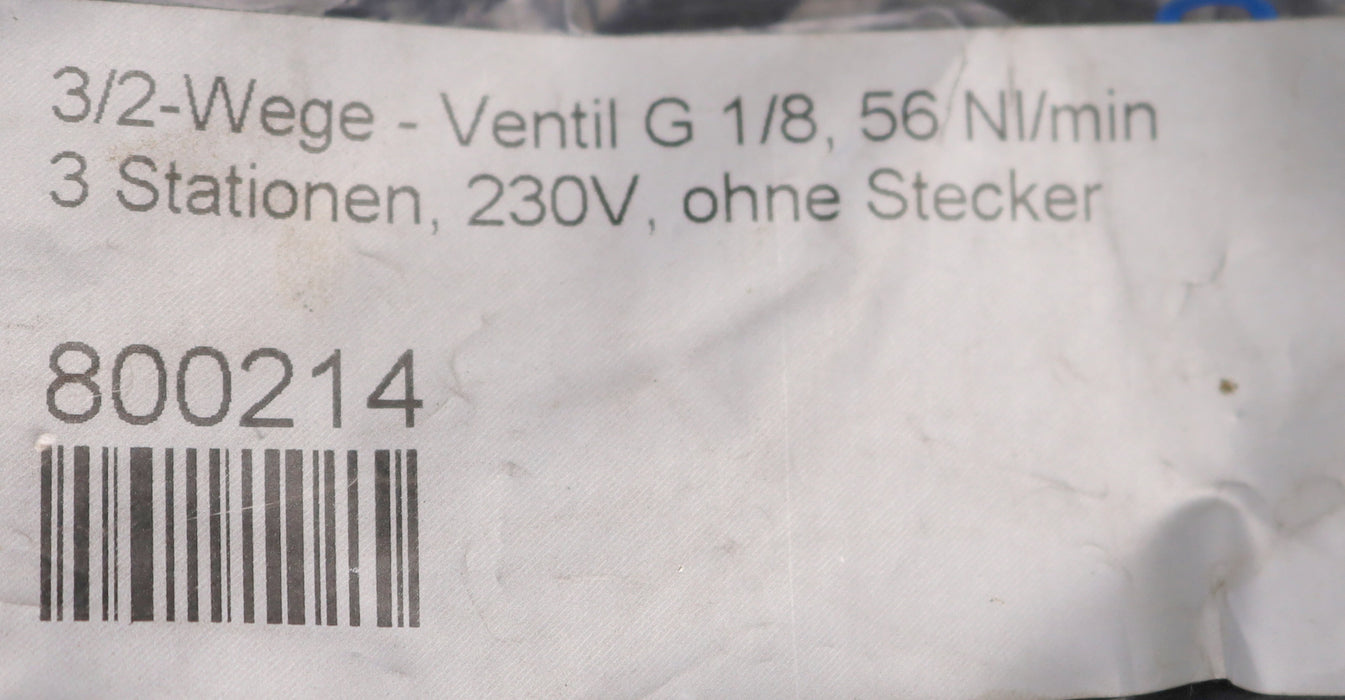 3/2-Wege - Ventil G 1/8, 56 Nl/min
3 Stationen, 230V, ohne Stecker
800214